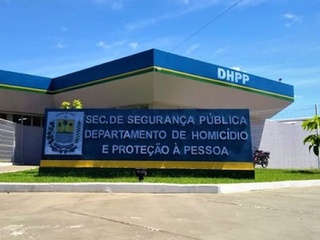 DHPP
SEC.DE SEGURANÇA PÚBLICA
DEPARTAMENTO DE HOMICÍDIO
E PROTEÇÃO À PESSOA